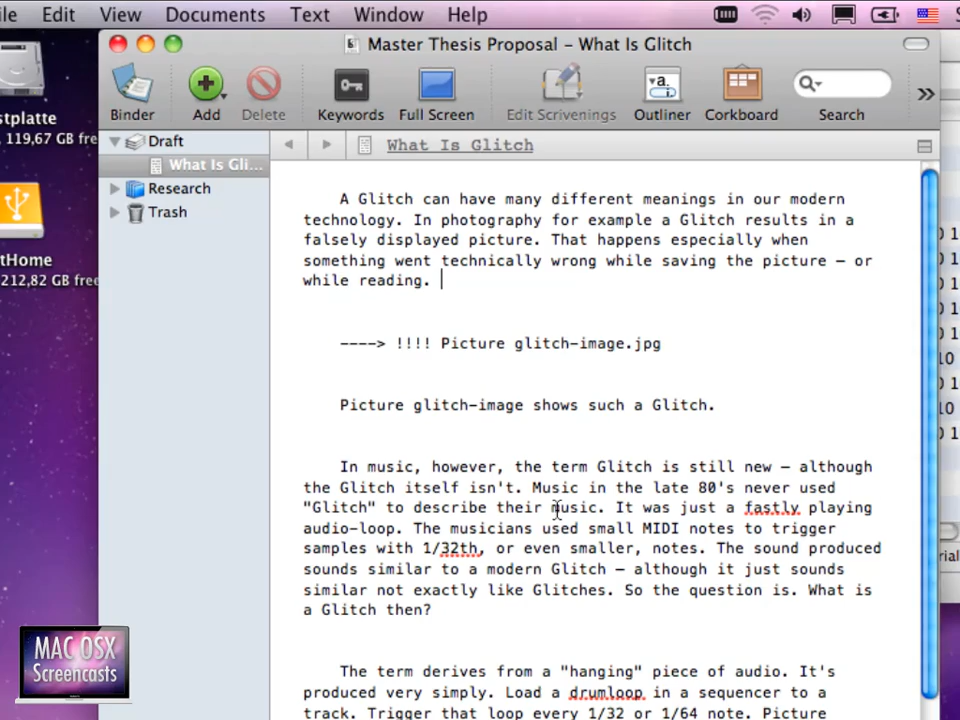 Edit View Documents Text Window Help
Master Thesis Proposal – What Is Glitch
Binder Add Delete Keywords Full Screen Edit Scrivenings Outliner Corkboard Search
Draft
What Is Gli...
Research
Trash
What Is Glitch
A Glitch can have many different meanings in our modern
technology. In photography for example a Glitch results in a
falsely displayed picture. That happens especially when
something went technically wrong while saving the picture – or
while reading.
----> !!!! Picture glitch-image.jpg
Picture glitch-image shows such a Glitch.
In music, however, the term Glitch is still new – although
the Glitch itself isn't. Music in the late 80's never used
"Glitch" to describe their music. It was just a fastly playing
audio-loop. The musicians used small MIDI notes to trigger
samples with 1/32th, or even smaller, notes. The sound produced
sounds similar to a modern Glitch – although it just sounds
similar not exactly like Glitches. So the question is. What is
a Glitch then?
The term derives from a "hanging" piece of audio. It's
produced very simply. Load a drumloop in a sequencer to a
track. Trigger that loop every 1/32 or 1/64 note. Picture
stplatte
119,67 GB fre
tHome
212,82 GB free
MAC OSX
Screencasts